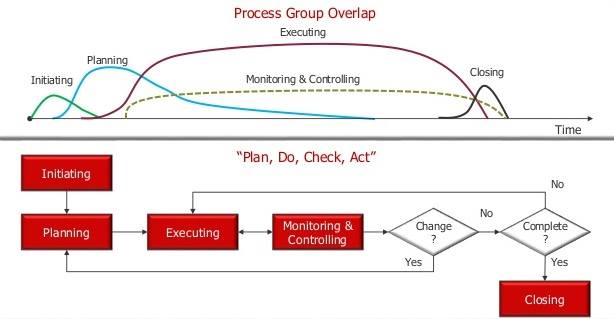 Process Group Overlap
Executing
Planning
Closing
Initiating
Monitoring & Controlling
Time
“Plan, Do, Check, Act”
Initiating
No
Planning
Executing
Monitoring &
Controlling
Change
?
No
Complete
?
Yes
Yes
Closing